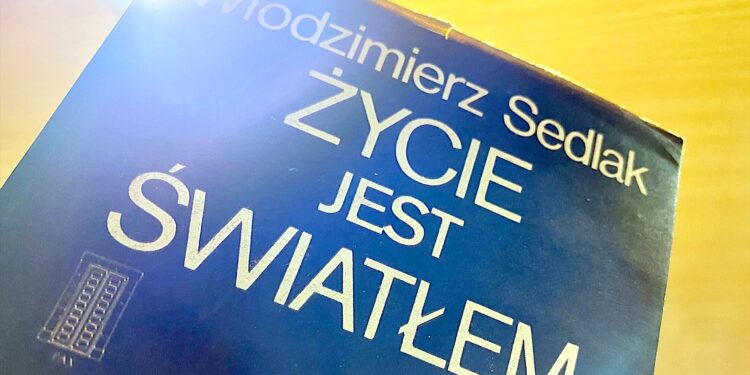 Włodzimierz Sedlak
ŻYCIE
JEST
ŚWIATŁEM